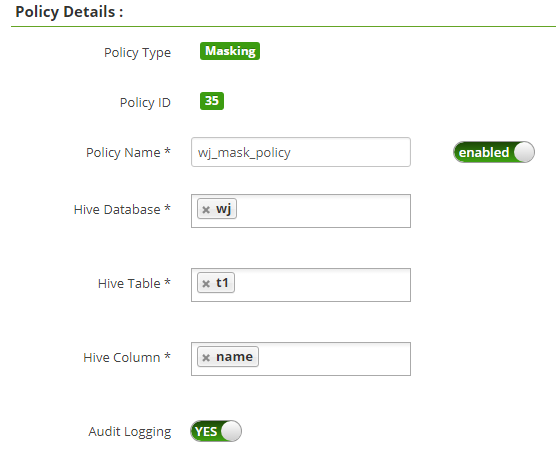 Policy Details :
Policy Type Masking
Policy ID 35
Policy Name * wj_mask_policy enabled
Hive Database * × wj
Hive Table * × t1
Hive Column * × name
Audit Logging YES